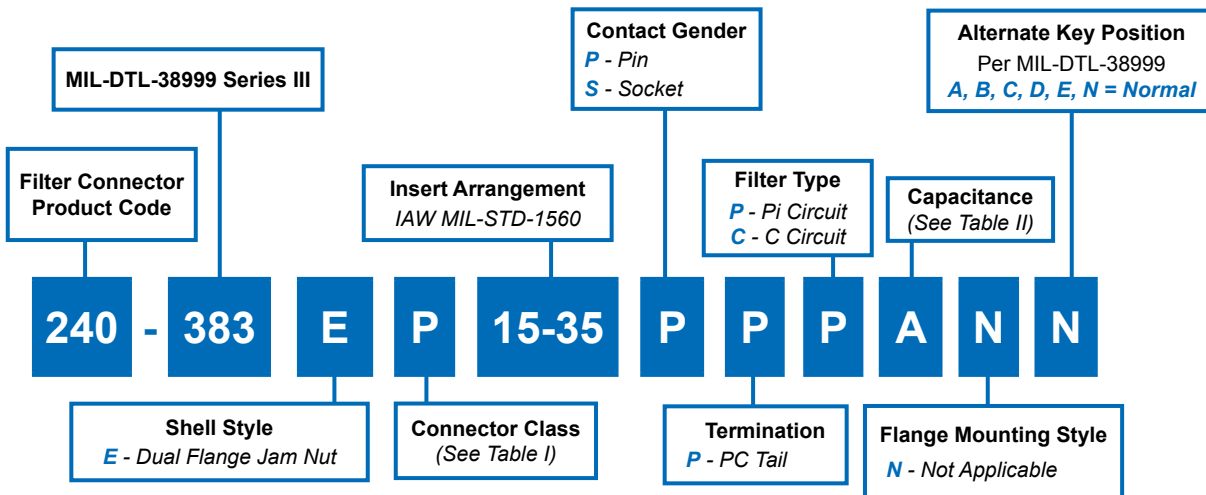 MIL-DTL-38999 Series III
Contact Gender
P - Pin
S - Socket
Alternate Key Position
Per MIL-DTL-38999
A, B, C, D, E, N = Normal
Filter Connector
Product Code
Insert Arrangement
IAW MIL-STD-1560
Filter Type
P - Pi Circuit
C - C Circuit
Capacitance
(See Table II)
240 - 383 E P 15-35 P P P A N N
Shell Style
E - Dual Flange Jam Nut
Connector Class
(See Table I)
Termination
P - PC Tail
Flange Mounting Style
N - Not Applicable